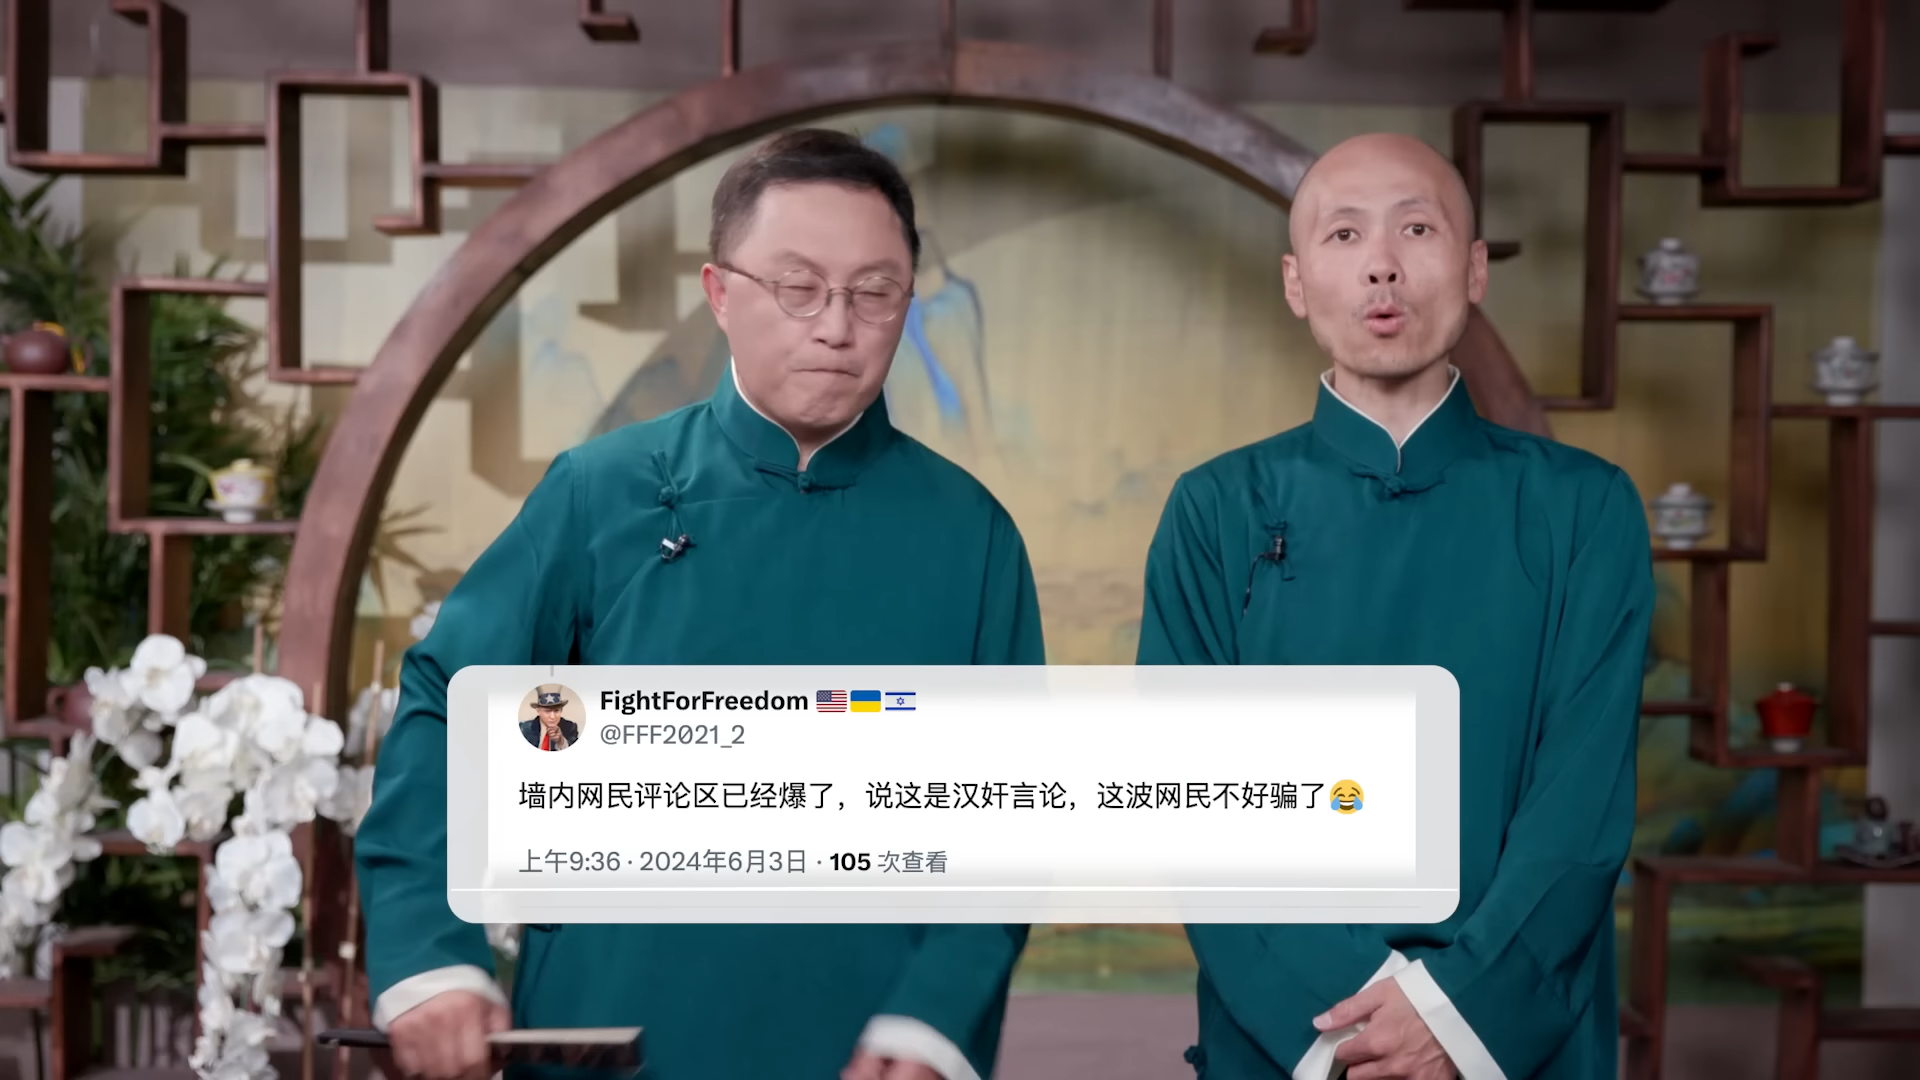 FightForFreedom 🇺🇸🇺🇦🇮🇱
@FFF2021_2
墙内网民评论区已经爆了，说这是汉奸言论，这波网民不好骗了😂
上午9:36 · 2024年6月3日 · 105 次查看